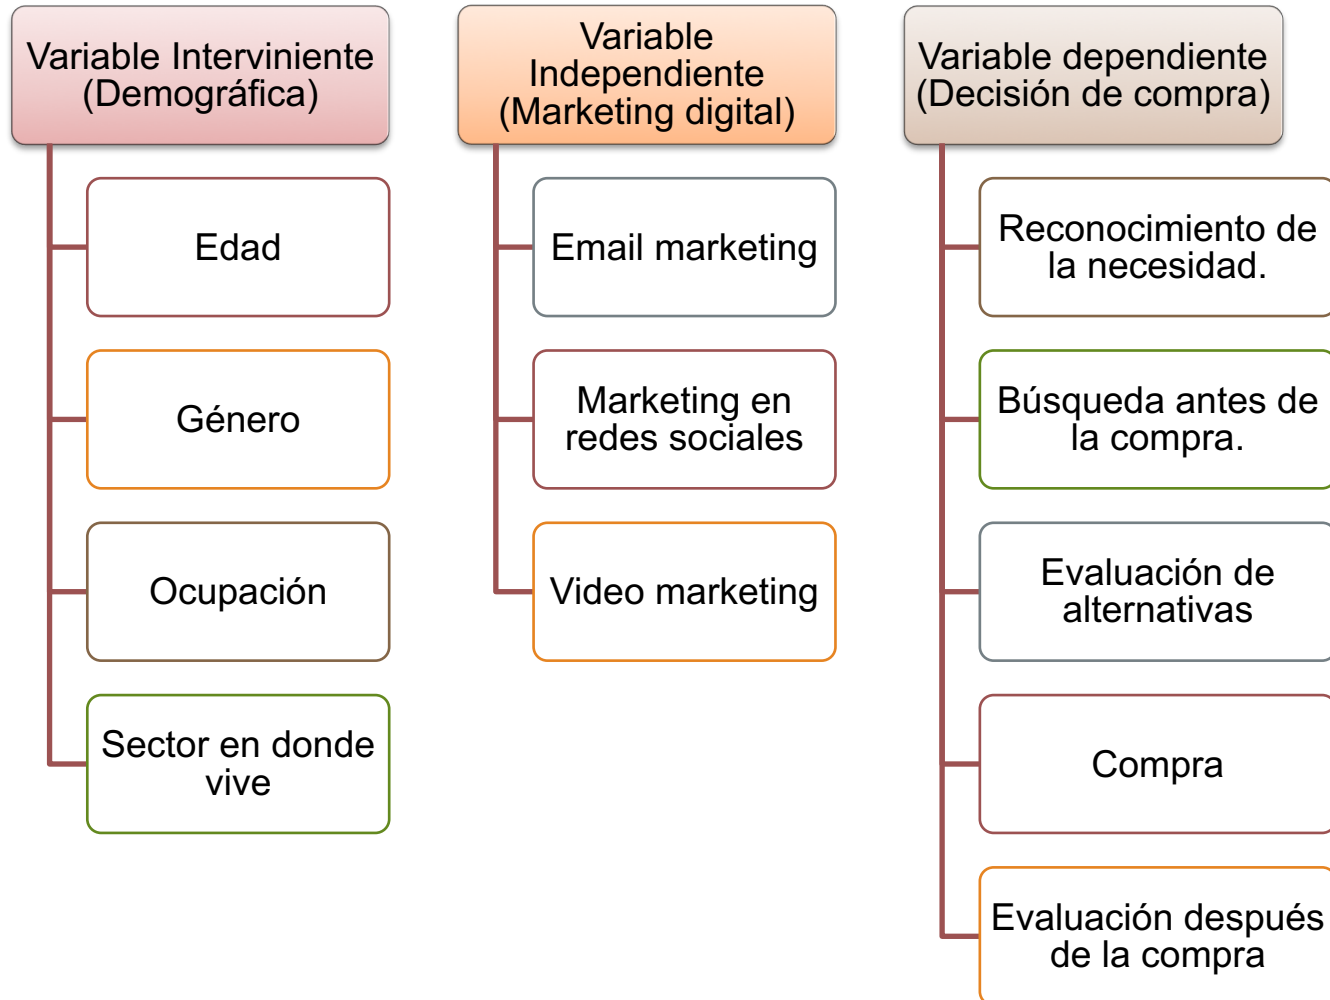 Variable Interviniente
(Demográfica)
Edad
Género
Ocupación
Sector en donde
vive
Variable
Independiente
(Marketing digital)
Email marketing
Marketing en
redes sociales
Video marketing
Variable dependiente
(Decisión de compra)
Reconocimiento de
la necesidad.
Búsqueda antes de
la compra.
Evaluación de
alternativas
Compra
Evaluación después
de la compra